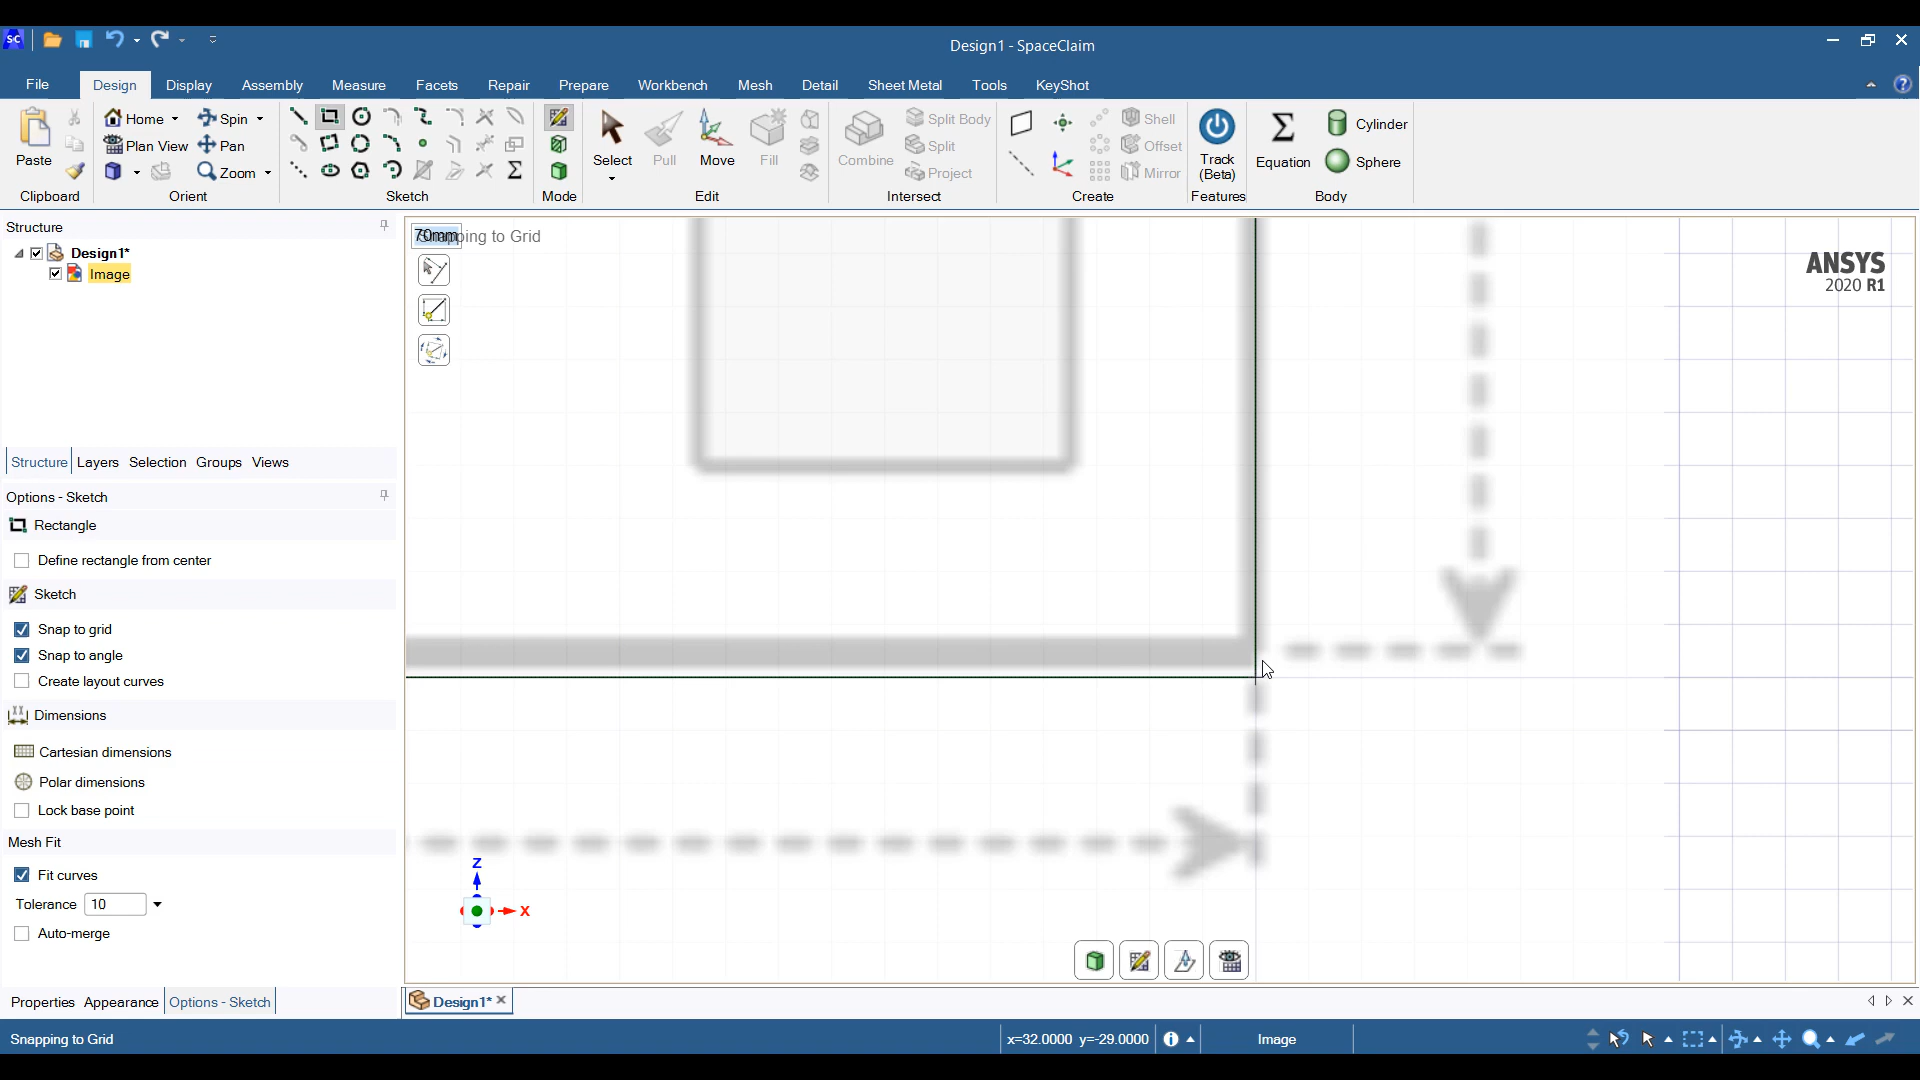 SC
Design1 - SpaceClaim
File Design Display Assembly Measure Facets Repair Prepare Workbench Mesh Detail Sheet Metal Tools KeyShot
Paste
Clipboard
Home Spin
Plan View Pan
Zoom
Orient
Sketch
Mode
Select Pull Move Fill
Edit
Combine
Split Body
Split
Project
Intersect
Shell
Offset
Mirror
Create
Track
(Beta)
Features
Equation
Cylinder
Sphere
Body
Structure
Design1*
Image
Structure Layers Selection Groups Views
Options - Sketch
Rectangle
Define rectangle from center
Sketch
Snap to grid
Snap to angle
Create layout curves
Dimensions
Cartesian dimensions
Polar dimensions
Lock base point
Mesh Fit
Fit curves
Tolerance 10
Auto-merge
Properties Appearance Options - Sketch
70mm
Snapping to Grid
ANSYS
2020 R1
Z
X
Design1*
Snapping to Grid
x=32.0000 y=-29.0000
Image